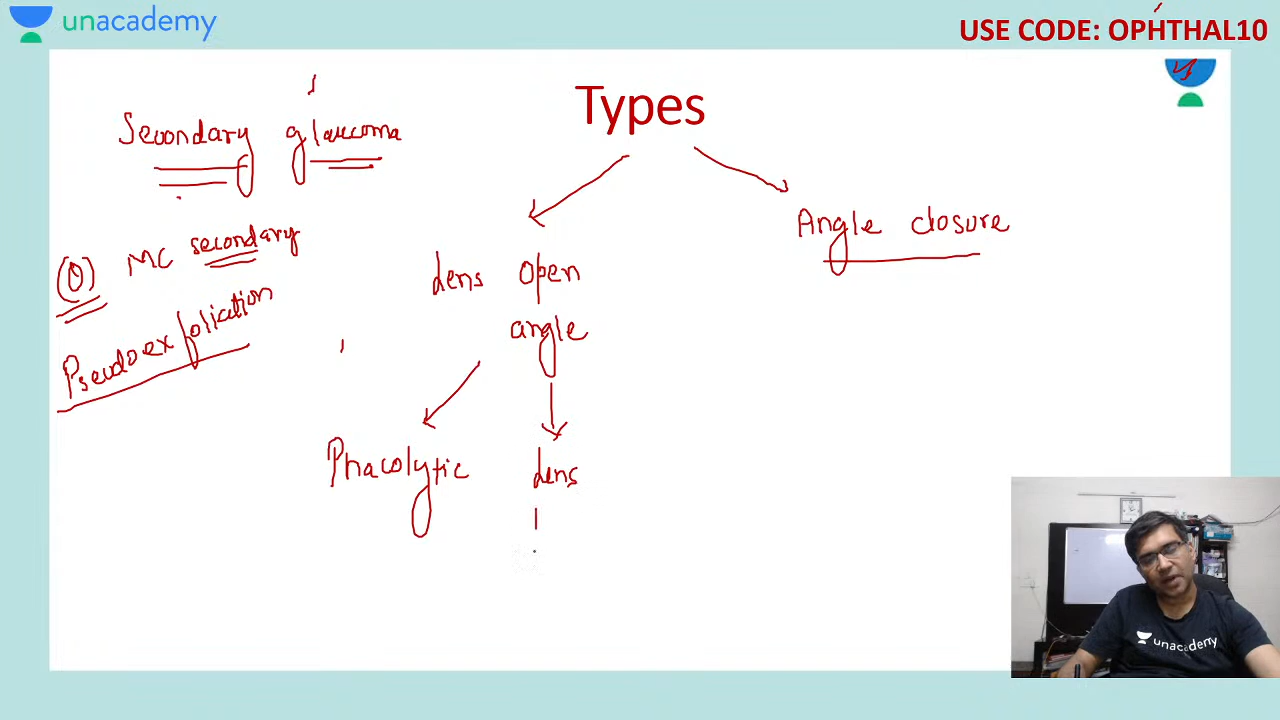 unacademy
USE CODE: OPHTHAL10
Types
Secondary glaucoma
(Q) MC secondary
Pseudoexfoliation
Angle closure
Lens open
angle
Phacolytic
Lens
unacademy